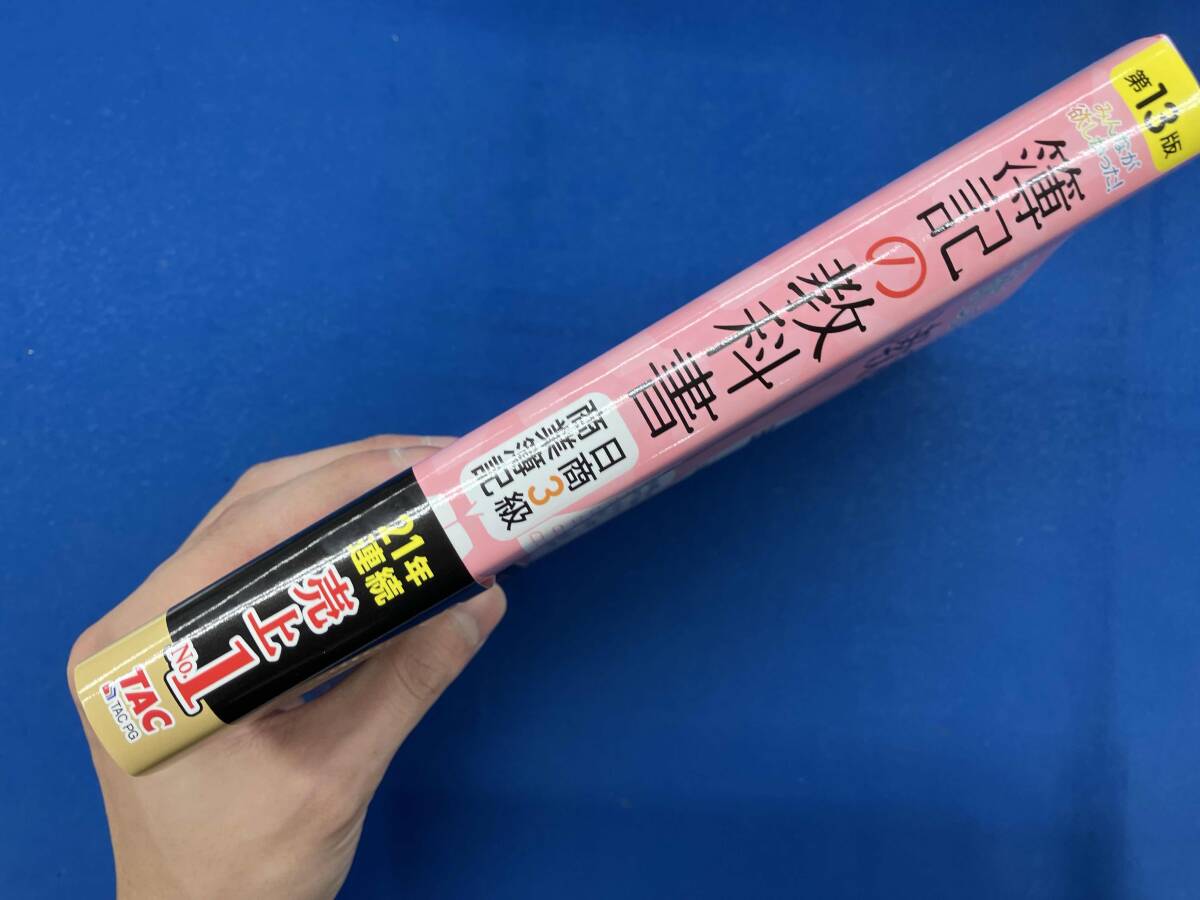 第13版
みんなが
欲しかった!
簿記の教科書
日商3級
商業簿記
21年
連続
売上
No.1
TAC
TAC PG